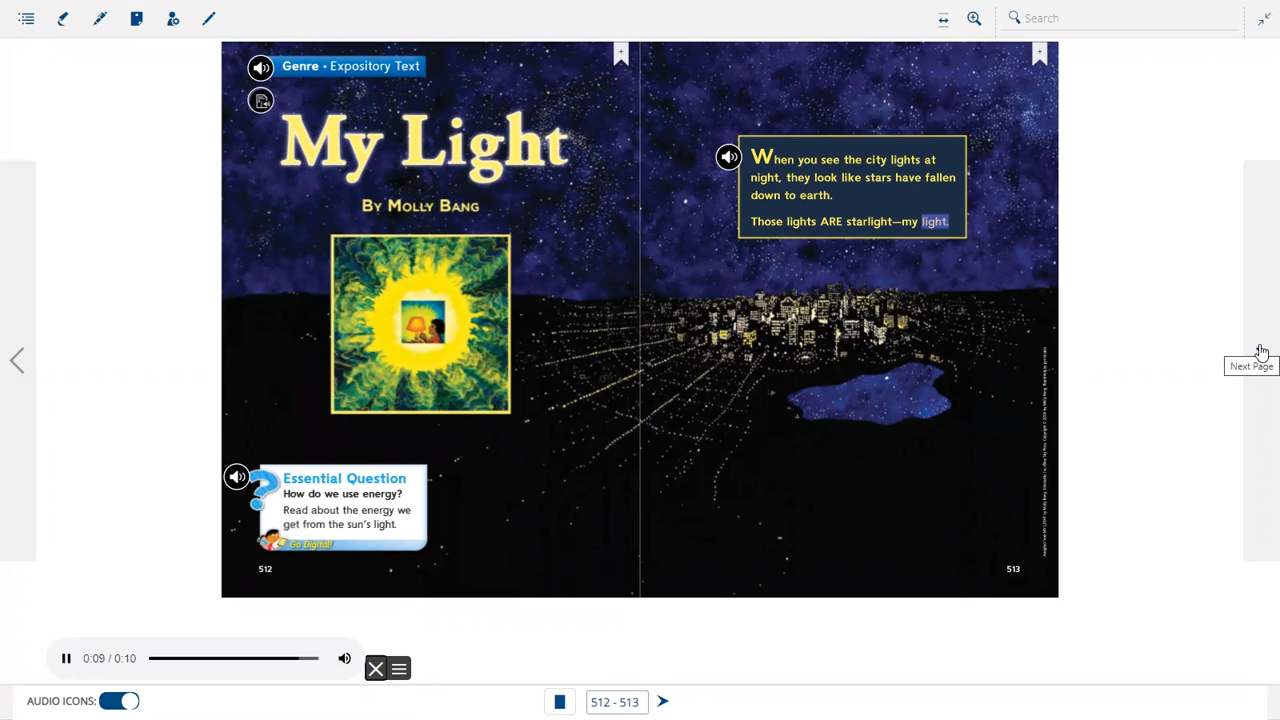 Search
Genre • Expository Text
My Light
BY MOLLY BANG
When you see the city lights at
night, they look like stars have fallen
down to earth.
Those lights ARE starlight—my light.
Next Page
Essential Question
How do we use energy?
Read about the energy we
get from the sun's light.
Go Digital!
512
513
0:09 / 0:10
AUDIO ICONS:
512 - 513